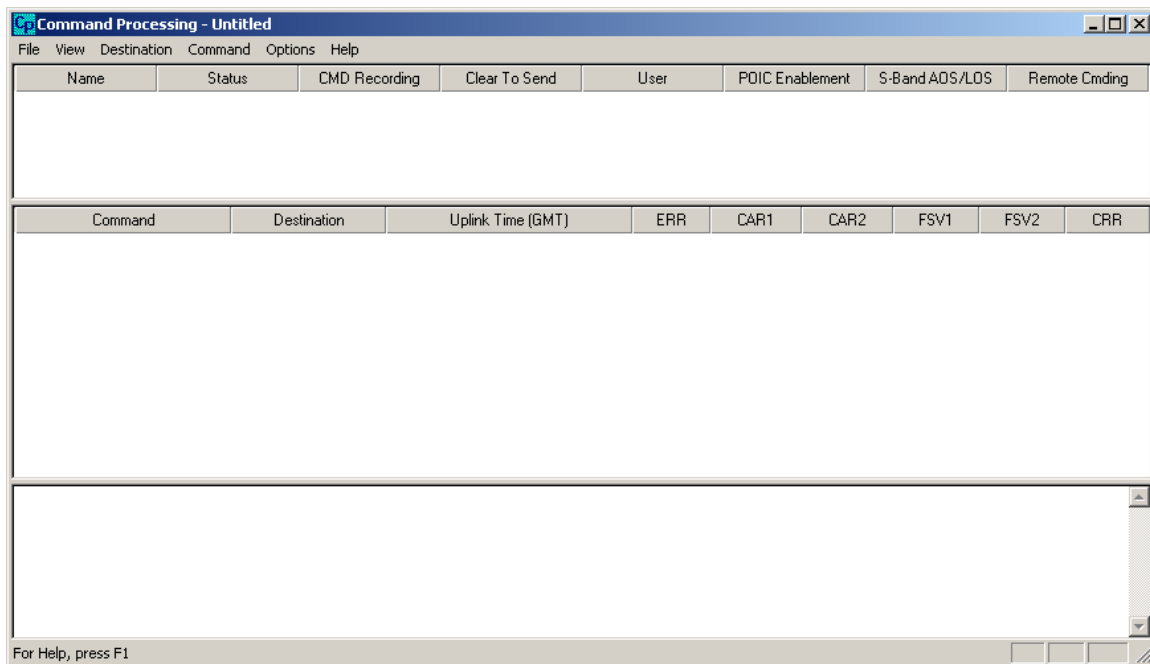 Cp Command Processing - Untitled
File View Destination Command Options Help
Name Status CMD Recording Clear To Send User POIC Enablement S-Band AOS/LOS Remote Cmding
Command Destination Uplink Time (GMT) ERR CAR1 CAR2 FSV1 FSV2 CRR
For Help, press F1